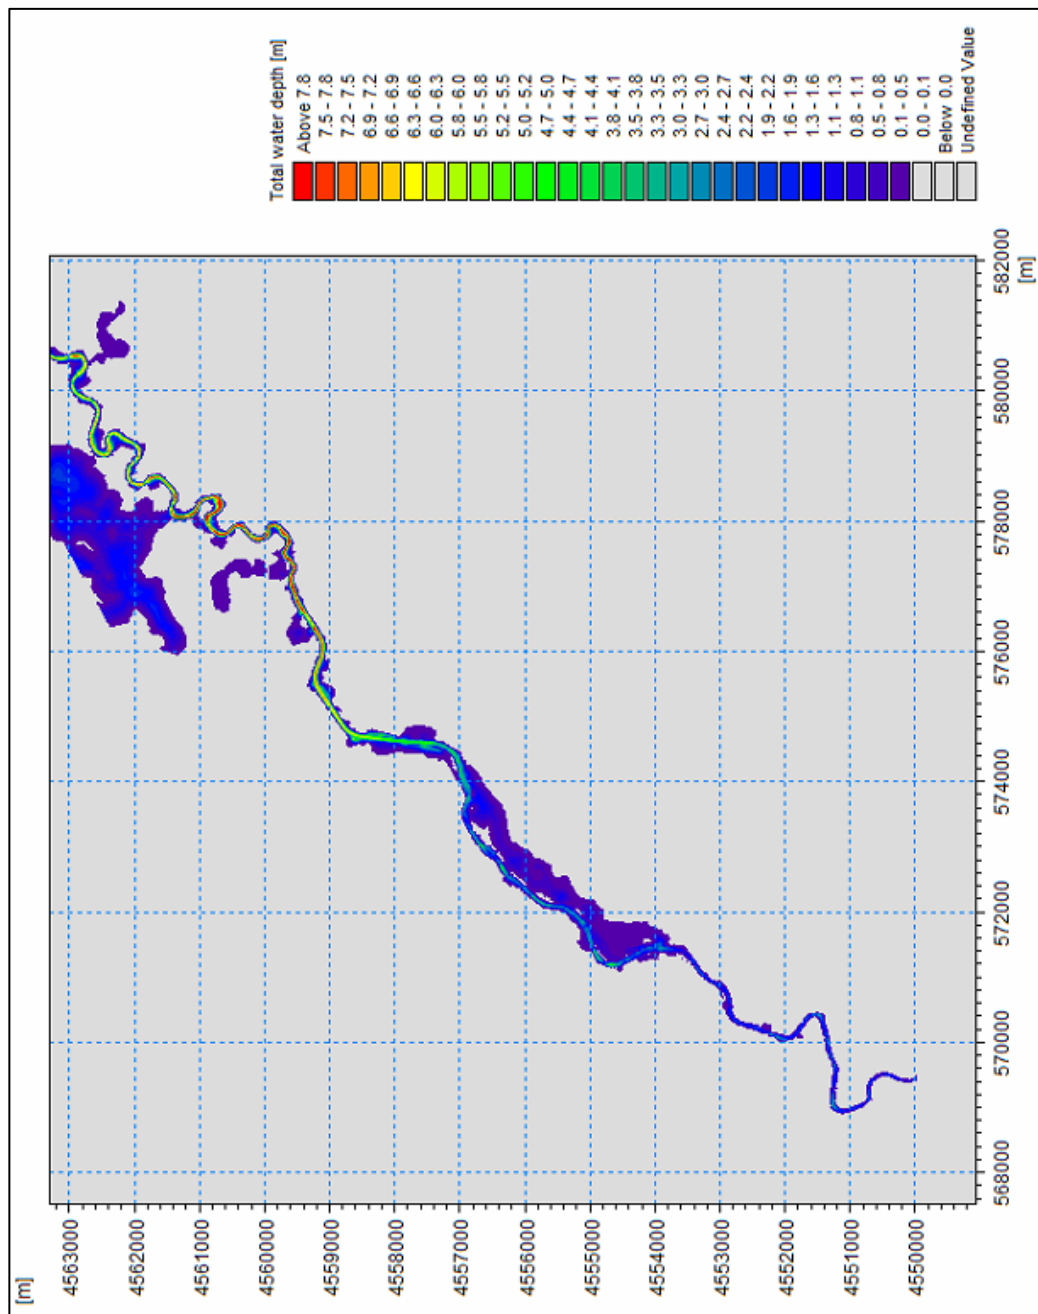 [m]
4563000
4562000
4561000
4560000
4559000
4558000
4557000
4556000
4555000
4554000
4553000
4552000
4551000
4550000
568000
570000
572000
574000
576000
578000
580000
582000
[m]
Total water depth [m]
Above 7.8
7.5 - 7.8
7.2 - 7.5
6.9 - 7.2
6.6 - 6.9
6.3 - 6.6
6.0 - 6.3
5.8 - 6.0
5.5 - 5.8
5.2 - 5.5
5.0 - 5.2
4.7 - 5.0
4.4 - 4.7
4.1 - 4.4
3.8 - 4.1
3.5 - 3.8
3.3 - 3.5
3.0 - 3.3
2.7 - 3.0
2.4 - 2.7
2.2 - 2.4
1.9 - 2.2
1.6 - 1.9
1.3 - 1.6
1.1 - 1.3
0.8 - 1.1
0.5 - 0.8
0.1 - 0.5
0.0 - 0.1
Below 0.0
Undefined Value